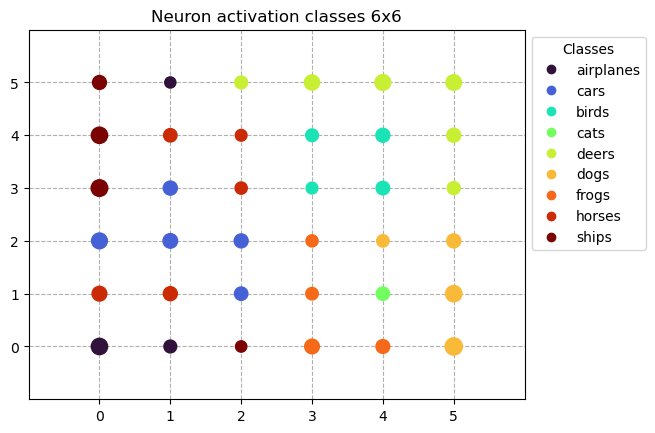 Neuron activation classes 6x6
5
4
3
2
1
0
0 1 2 3 4 5
Classes
airplanes
cars
birds
cats
deers
dogs
frogs
horses
ships